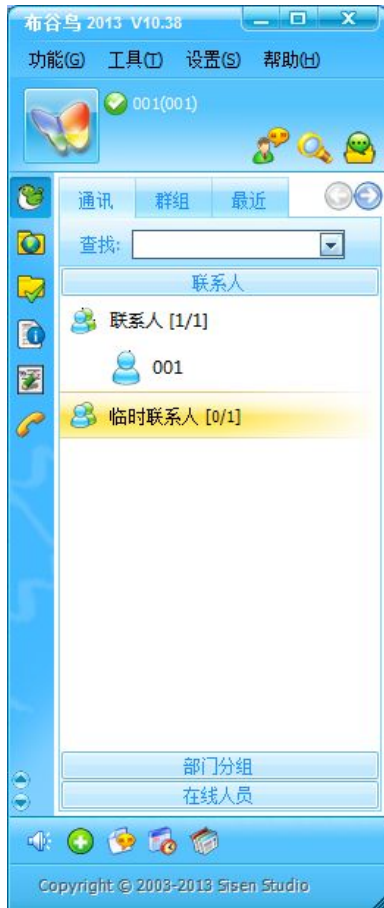 布谷鸟 2013 V10.38
功能(G) 工具(T) 设置(S) 帮助(H)
001(001)
通讯 群组 最近
查找:
联系人
联系人 [1/1]
001
临时联系人 [0/1]
部门分组
在线人员
Copyright © 2003-2013 Sisen Studio